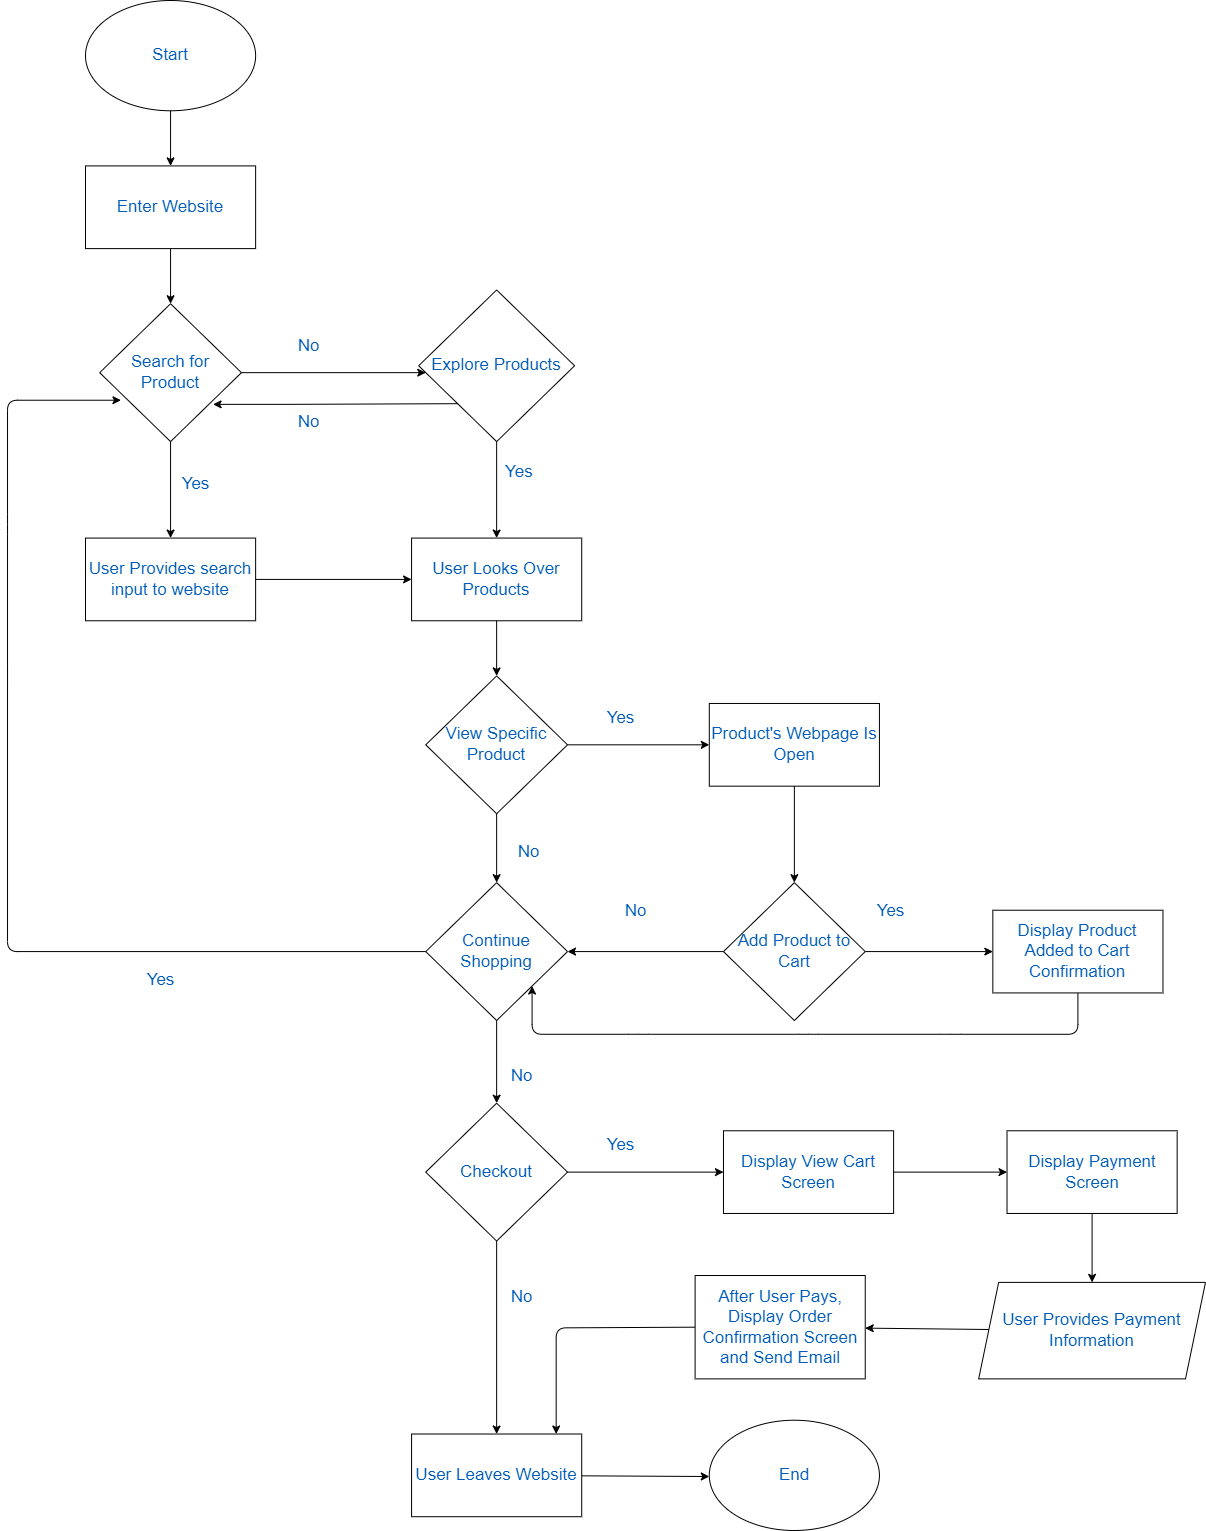 Start
Enter Website
Search for
Product
No
Explore Products
No
Yes
Yes
User Provides search
input to website
User Looks Over
Products
View Specific
Product
Yes
Product's Webpage Is
Open
No
Continue
Shopping
No
Add Product to
Cart
Yes
Display Product
Added to Cart
Confirmation
Yes
No
Checkout
Yes
Display View Cart
Screen
Display Payment
Screen
No
After User Pays,
Display Order
Confirmation Screen
and Send Email
User Provides Payment
Information
User Leaves Website
End